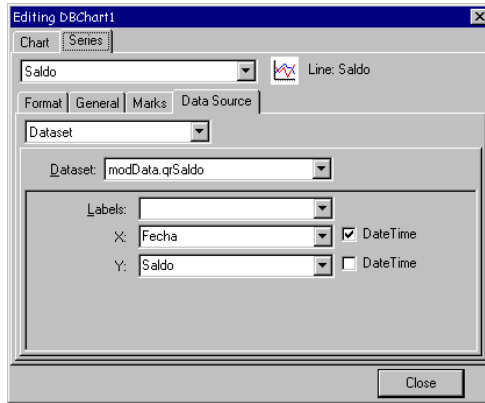 Editing DBChart1
Chart Series
Saldo Line: Saldo
Format General Marks Data Source
Dataset
Dataset: modData.qrSaldo
Labels:
X: Fecha DateTime
Y: Saldo DateTime
Close